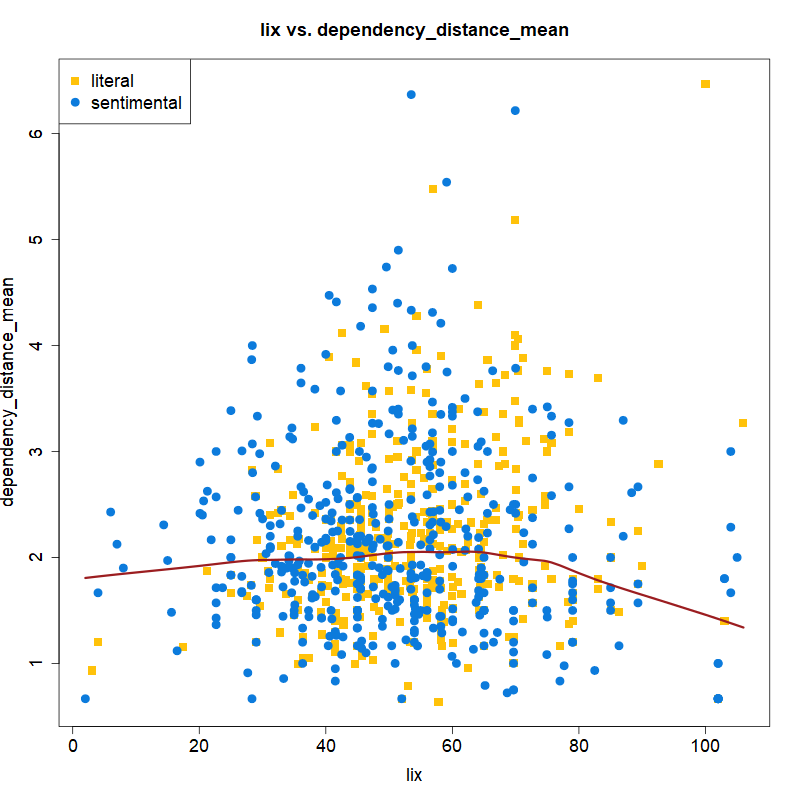 lix vs. dependency_distance_mean
literal
sentimental
dependency_distance_mean
6
5
4
3
2
1
0 20 40 60 80 100
lix